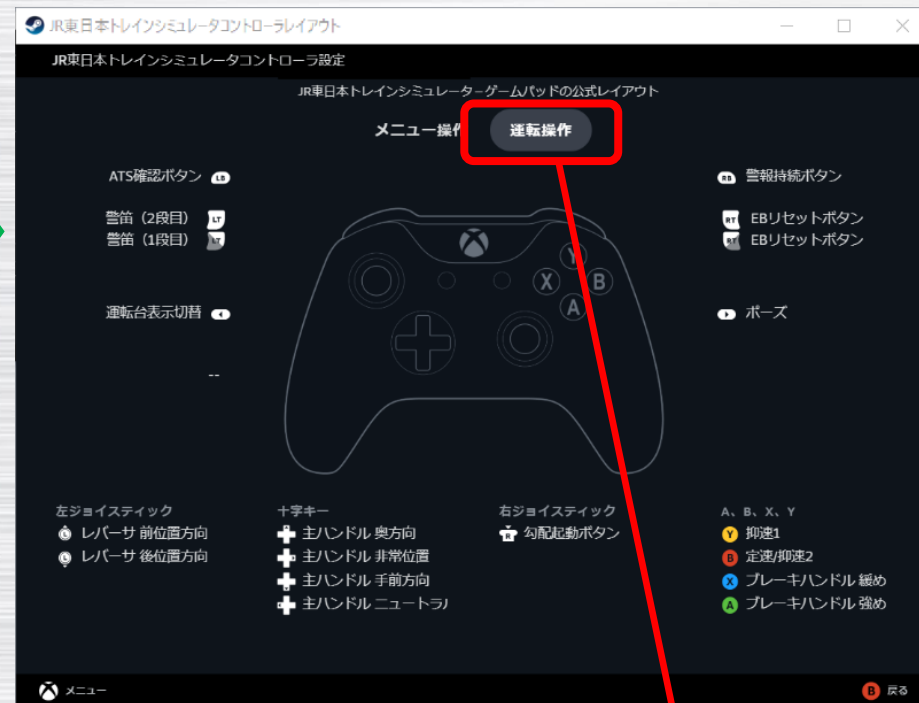 JR東日本トレインシミュレータコントローラレイアウト
JR東日本トレインシミュレータコントローラ設定
JR東日本トレインシミュレーターゲームパッドの公式レイアウト
メニュー操作
運転操作
ATS確認ボタン LB
警笛（2段目） LT
警笛（1段目） LT
運転台表示切替
--
RB 警報持続ボタン
RT EBリセットボタン
RT EBリセットボタン
ポーズ
Y
X B
A
左ジョイスティック
レバーサ 前位置方向
レバーサ 後位置方向
十字キー
主ハンドル 奥方向
主ハンドル 非常位置
主ハンドル 手前方向
主ハンドル ニュートラ
右ジョイスティック
R 勾配起動ボタン
A、B、X、Y
Y 抑速1
B 定速/抑速2
X ブレーキハンドル 緩め
A ブレーキハンドル 強め
メニュー
B 戻る